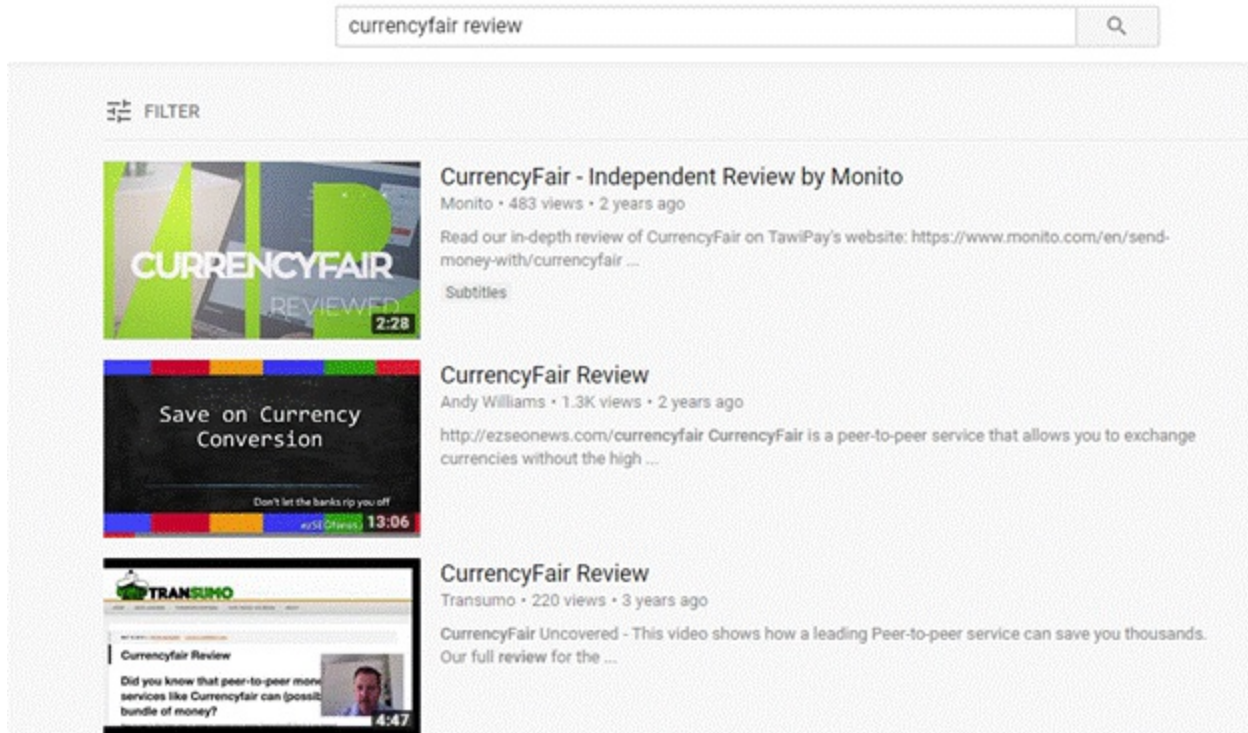 currencyfair review
FILTER
CURRENCYFAIR
REVIEWED
2:28
CurrencyFair - Independent Review by Monito
Monito • 483 views • 2 years ago
Read our in-depth review of CurrencyFair on TawiPay's website: https://www.monito.com/en/send-
money-with/currencyfair ...
Subtitles
Save on Currency
Conversion
Don't let the banks rip you off
13:06
CurrencyFair Review
Andy Williams • 1.3K views • 2 years ago
http://ezseonews.com/currencyfair CurrencyFair is a peer-to-peer service that allows you to exchange
currencies without the high ...
TRANSUMO
Currencyfair Review
Did you know that peer-to-peer mone
services like Currencyfair can (possib
bundle of money?
4:47
CurrencyFair Review
Transumo • 220 views • 3 years ago
CurrencyFair Uncovered - This video shows how a leading Peer-to-peer service can save you thousands.
Our full review for the ...